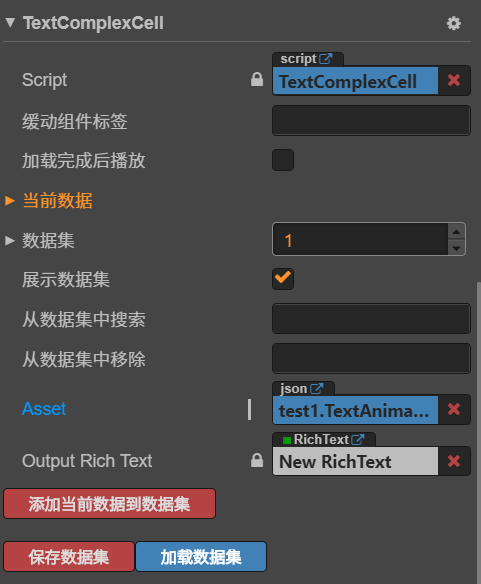 TextComplexCell
script
Script
TextComplexCell
缓动组件标签
加载完成后播放
当前数据
数据集
1
展示数据集
从数据集中搜索
从数据集中移除
json
Asset
test1.TextAnima...
RichText
Output Rich Text
New RichText
添加当前数据到数据集
保存数据集
加载数据集